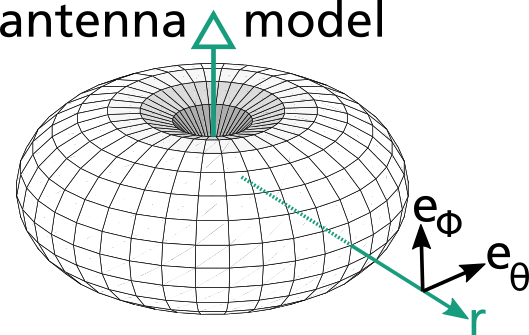 antenna model
eΦ
eθ
r